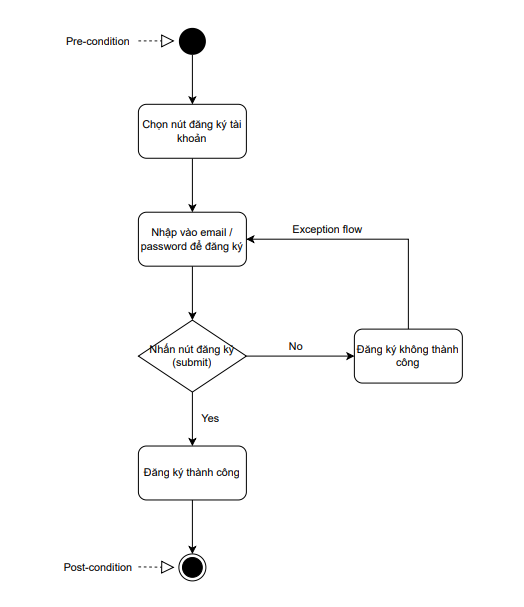 Pre-condition
Chọn nút đăng ký tài
khoản
Nhập vào email /
password để đăng ký
Exception flow
Nhấn nút đăng ký
(submit)
No
Đăng ký không thành
công
Yes
Đăng ký thành công
Post-condition